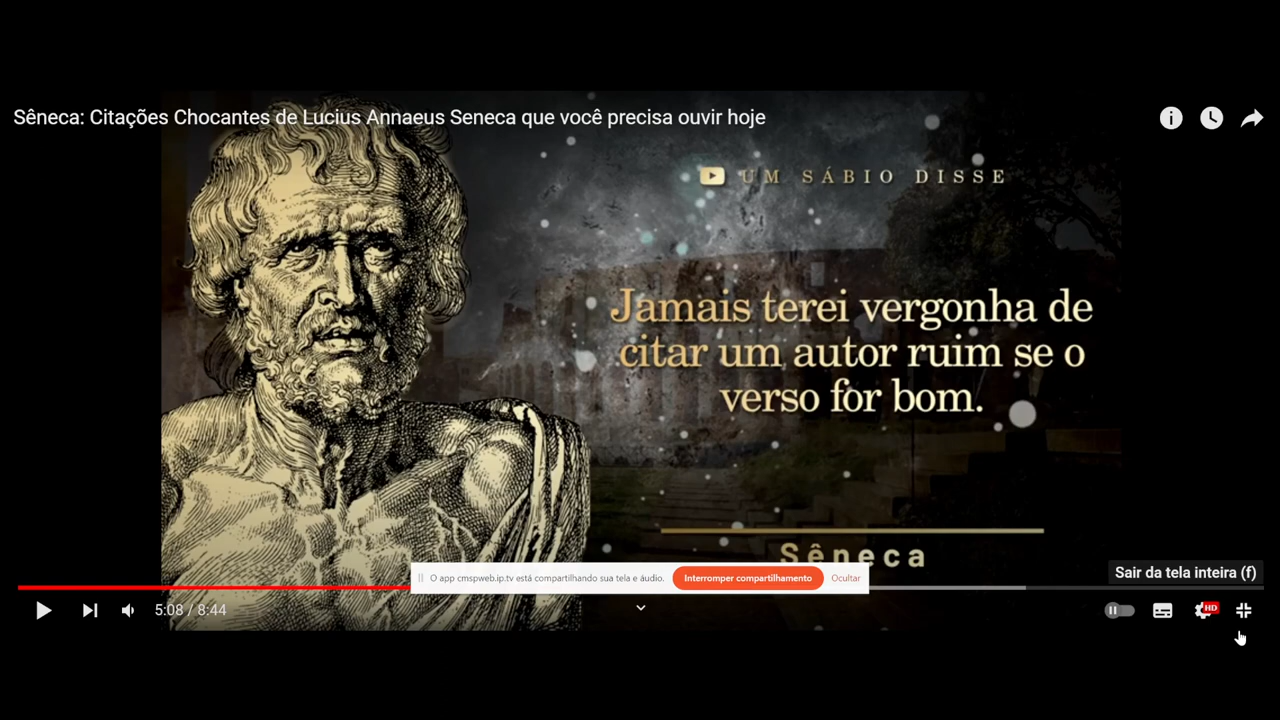 Sêneca: Citações Chocantes de Lucius Annaeus Seneca que você precisa ouvir hoje
UM SÁBIO DISSE
Jamais terei vergonha de
citar um autor ruim se o
verso for bom.
Sêneca
O app cmspweb.ip.tv está compartilhando sua tela e áudio.
Interromper compartilhamento
Ocultar
Sair da tela inteira (f)
5:08 / 8:44
HD